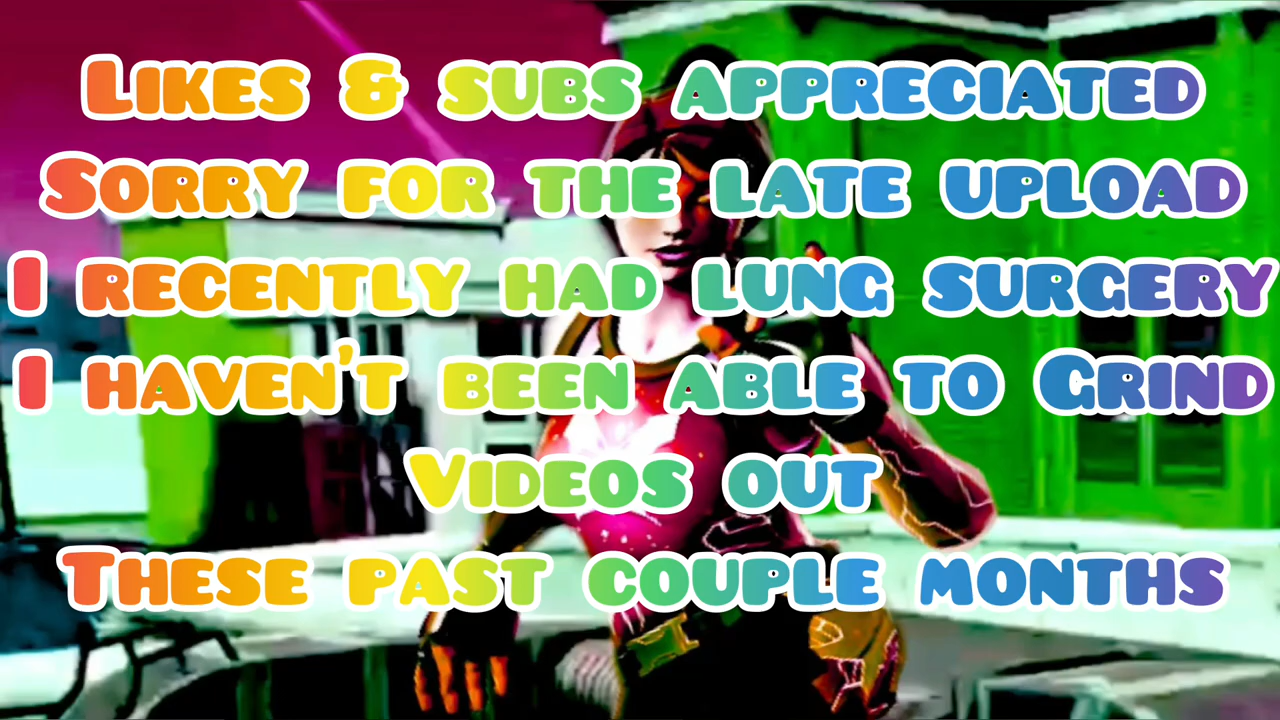 Likes & subs appreciated
Sorry for the late upload
I recently had lung surgery
I haven't been able to Grind
Videos out
These past couple months